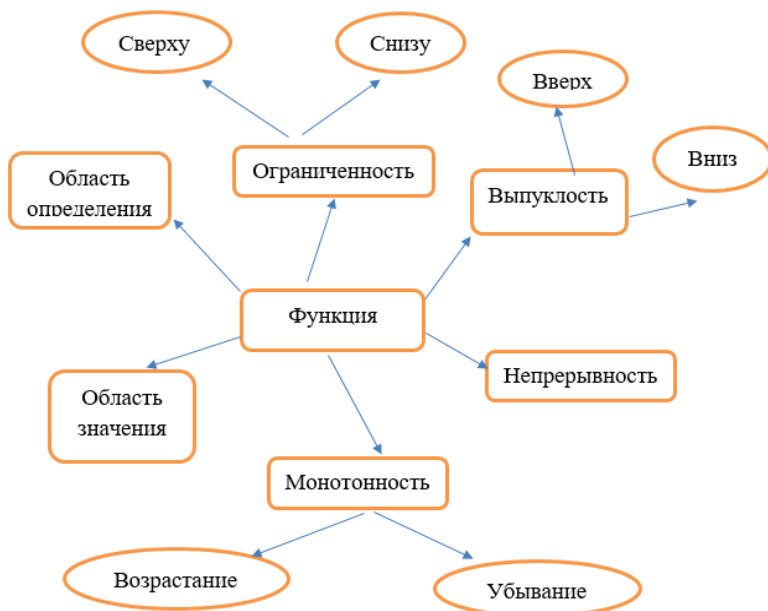 Сверху
Снизу
Вверх
Вниз
Ограниченность
Область
определения
Выпуклость
Функция
Непрерывность
Область
значения
Монотонность
Возрастание
Убывание